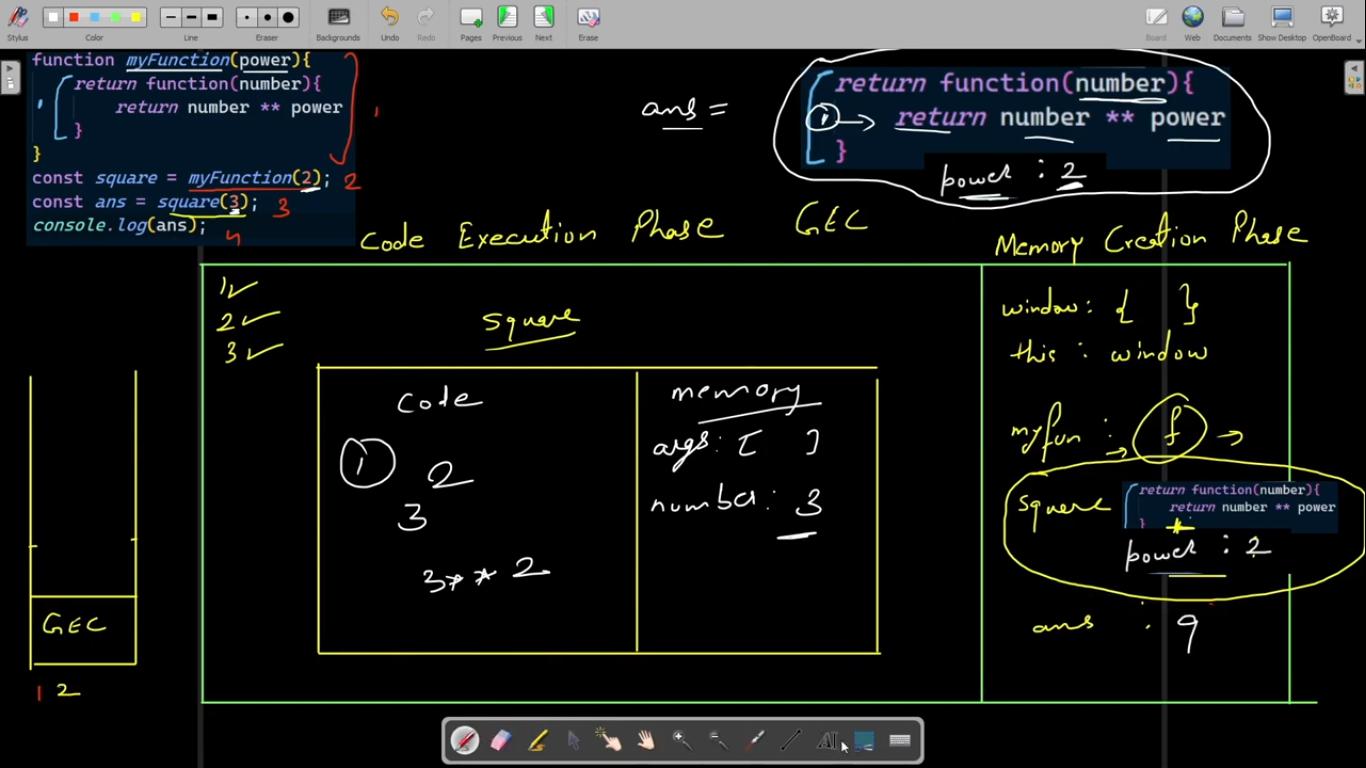 Stylus Color Line Eraser Backgrounds Undo Redo Pages Previous Next Erase Board Web Documents Show Desktop OpenBoard
function myFunction(power){
return function(number){
return number ** power
}
}
const square = myFunction(2);
const ans = square(3);
console.log(ans);
1
2
3
4
ans =
return function(number){
1 → return number ** power
}
power : 2
Code Execution Phase GEC Memory Creation Phase
1✓
2✓
3✓
square
code
1 2
3
3**2
memory
args: [ ]
number: 3
window: { }
this : window
myfun : f →
square
return function(number){
return number ** power
}
power : 2
ans : 9
GEC
1 2
AI